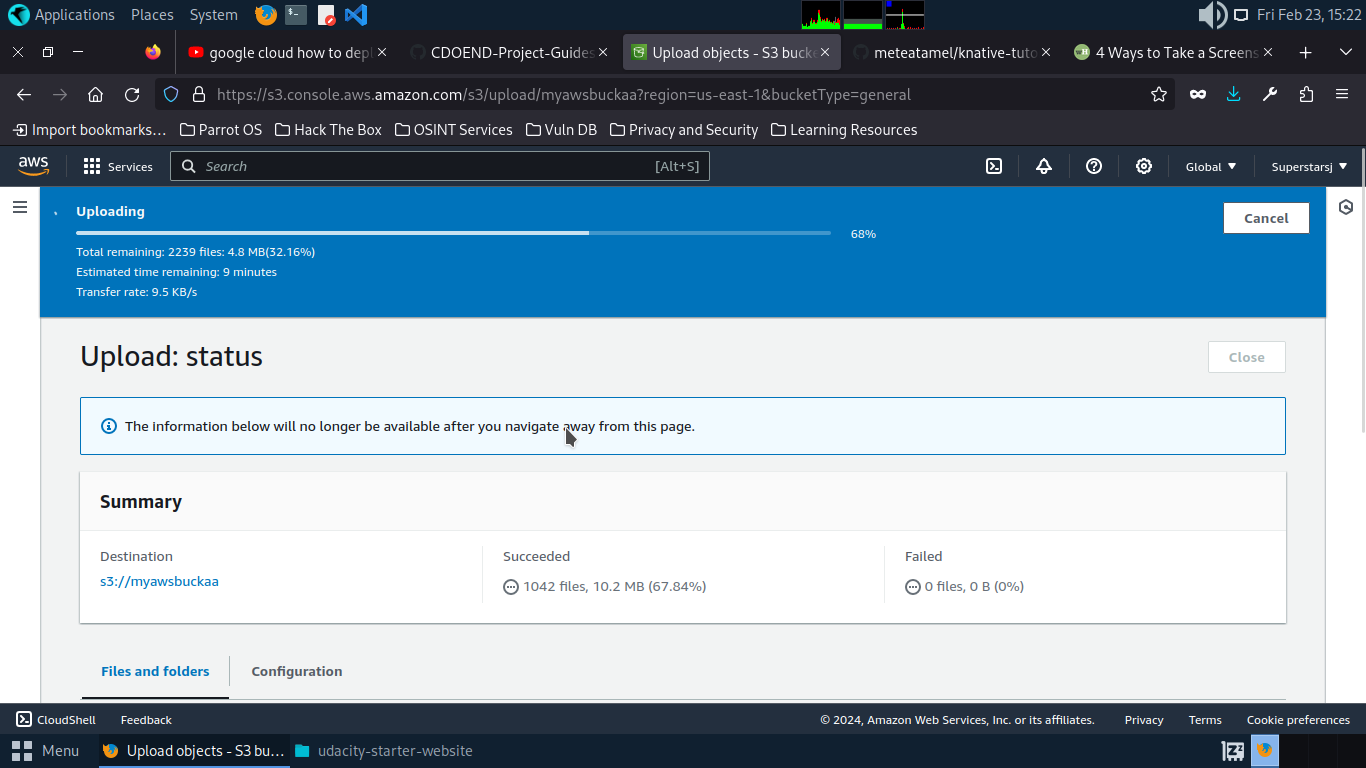 Applications Places System Fri Feb 23, 15:22
google cloud how to depl CDOEND-Project-Guides Upload objects - S3 bucke meteatamel/knative-tuto 4 Ways to Take a Screens
https://s3.console.aws.amazon.com/s3/upload/myawsbuckaa?region=us-east-1&bucketType=general
Import bookmarks... Parrot OS Hack The Box OSINT Services Vuln DB Privacy and Security Learning Resources
aws Services Search [Alt+S] Global Superstarsj
Uploading
Cancel
68%
Total remaining: 2239 files: 4.8 MB(32.16%)
Estimated time remaining: 9 minutes
Transfer rate: 9.5 KB/s
Upload: status
Close
The information below will no longer be available after you navigate away from this page.
Summary
Destination Succeeded Failed
s3://myawsbuckaa 1042 files, 10.2 MB (67.84%) 0 files, 0 B (0%)
Files and folders Configuration
CloudShell Feedback © 2024, Amazon Web Services, Inc. or its affiliates. Privacy Terms Cookie preferences
Menu Upload objects - S3 bu... udacity-starter-website